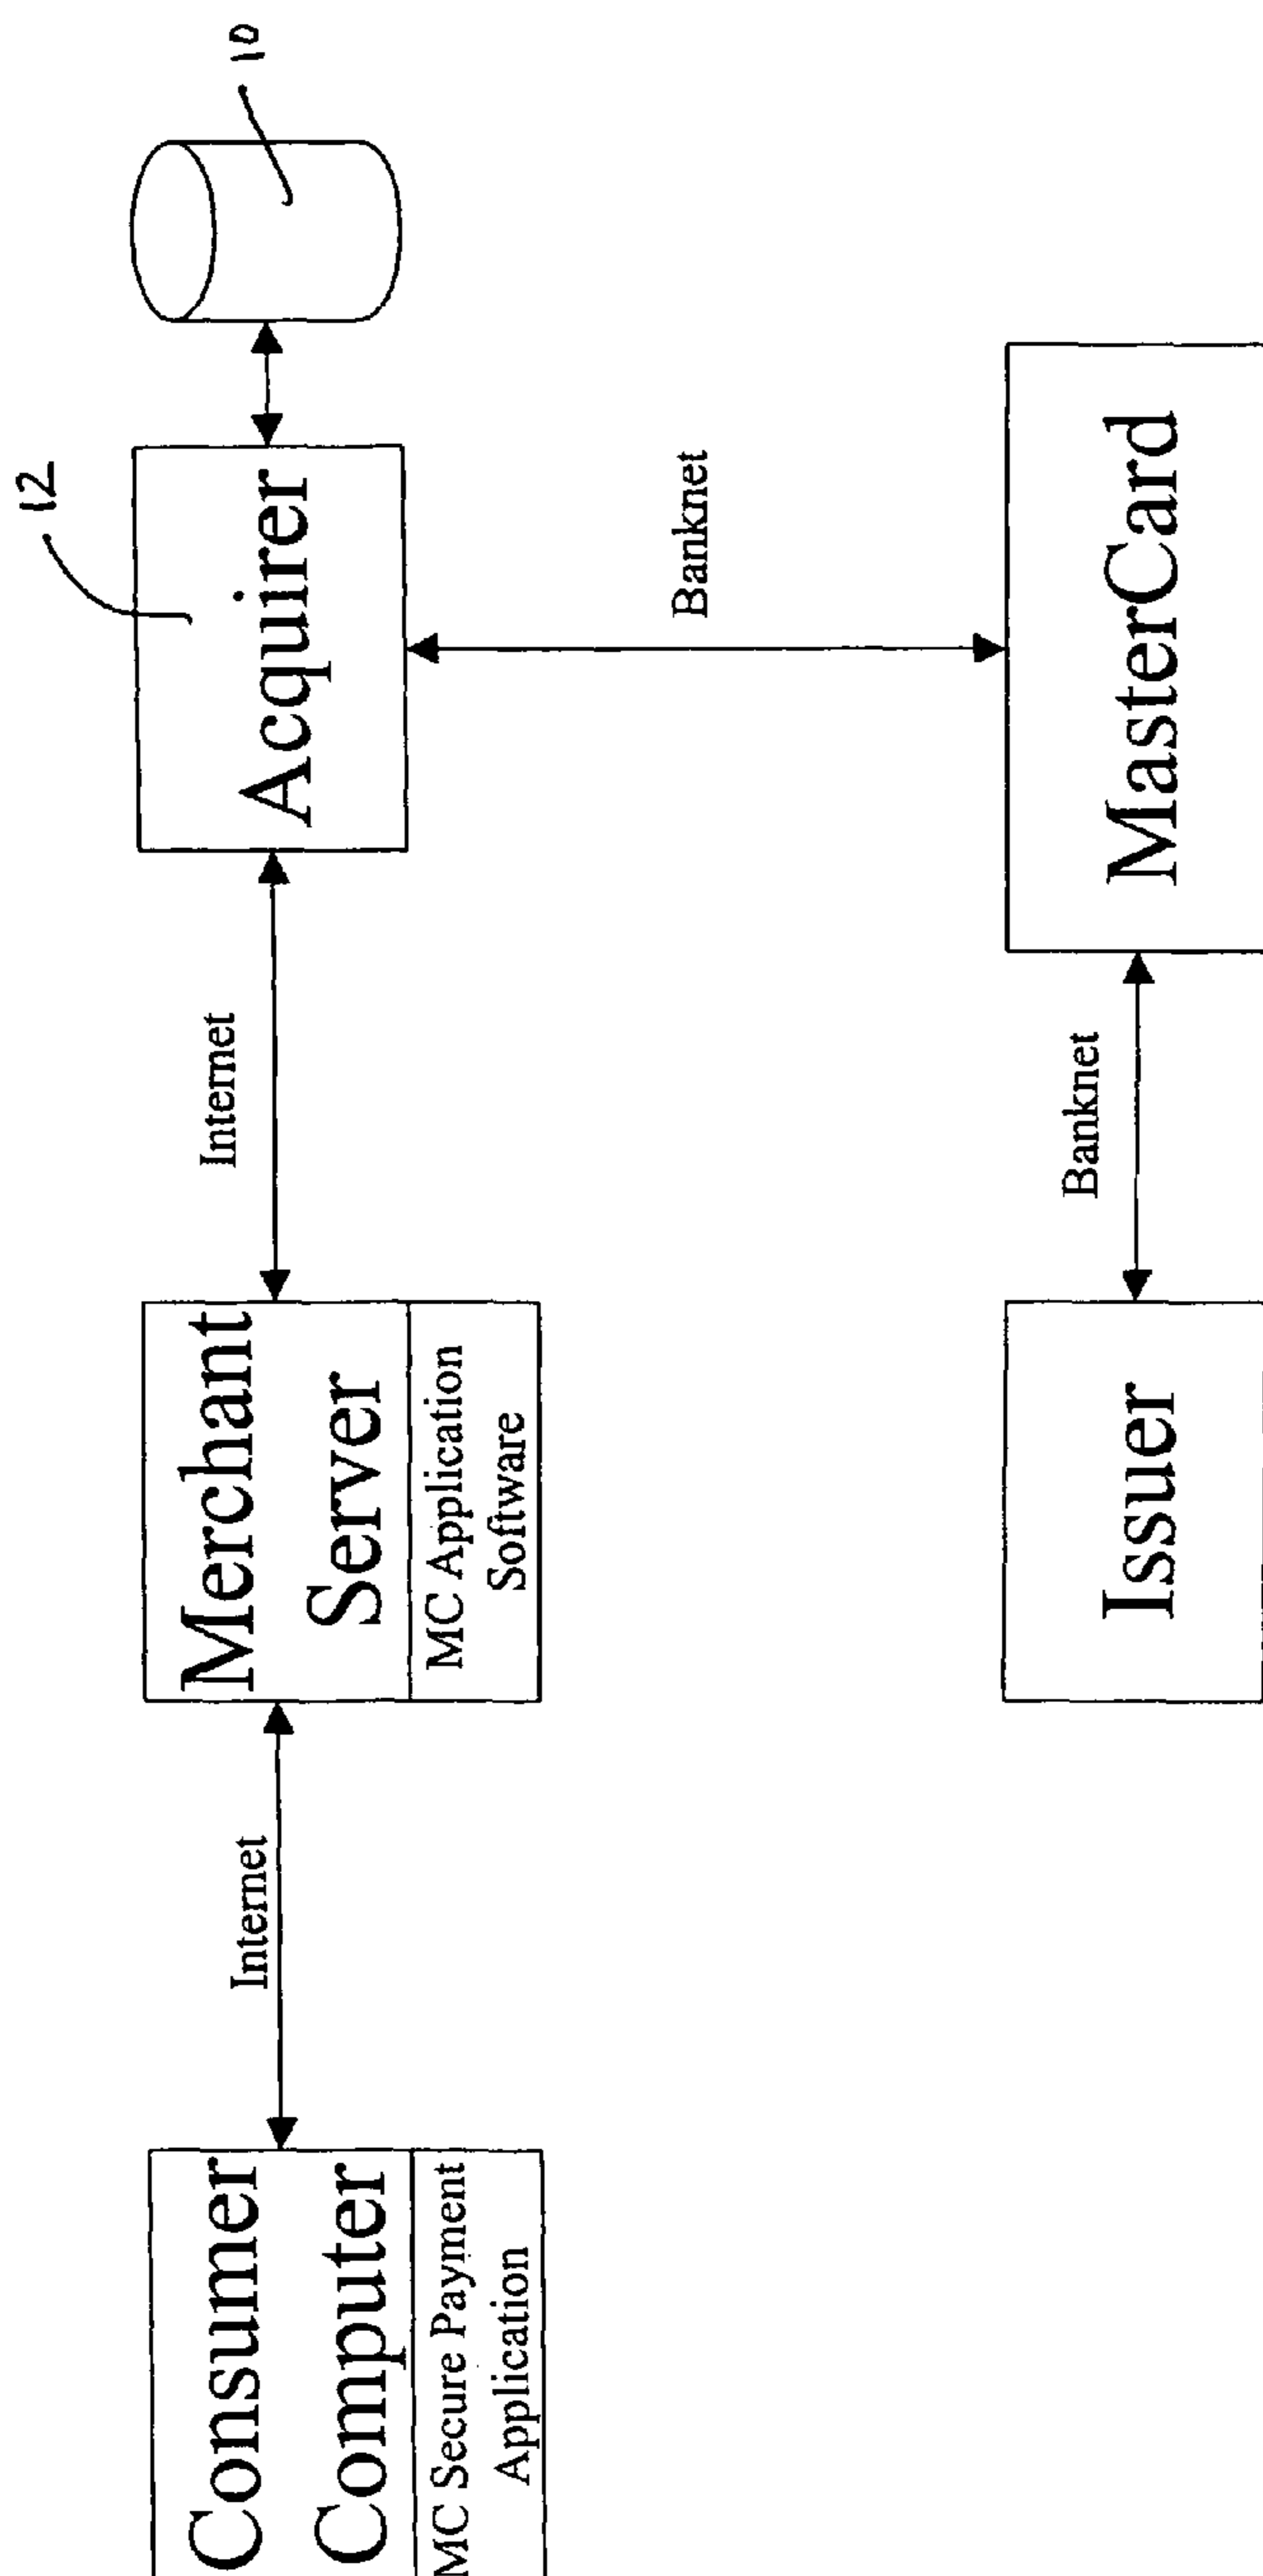 Consumer
Computer
MC Secure Payment
Application
Internet
Merchant
Server
MC Application
Software
Internet
12
Acquirer
10
Banknet
Issuer
Banknet
MasterCard